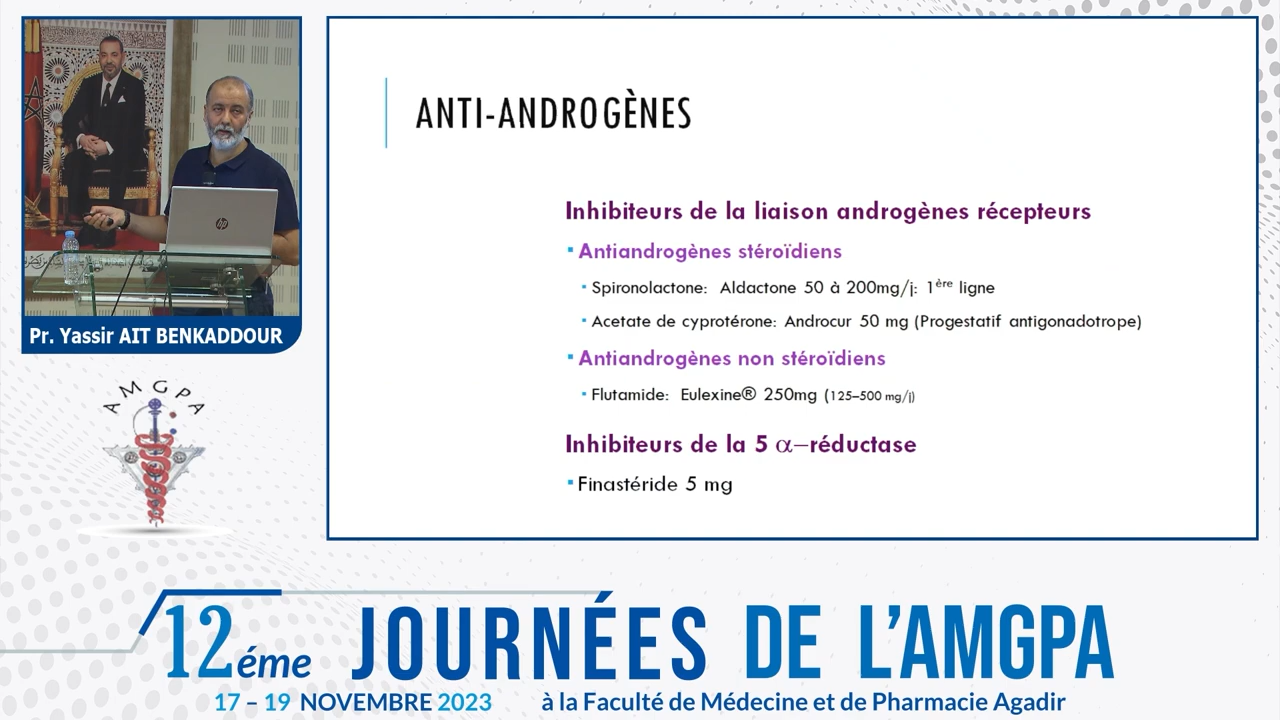 ANTI-ANDROGÈNES
Inhibiteurs de la liaison androgènes récepteurs
▪ Antiandrogènes stéroïdiens
▪ Spironolactone: Aldactone 50 à 200mg/j: 1ère ligne
▪ Acetate de cyprotérone: Androcur 50 mg (Progestatif antigonadotrope)
▪ Antiandrogènes non stéroïdiens
▪ Flutamide: Eulexine® 250mg (125–500 mg/j)
Inhibiteurs de la 5 α–réductase
▪ Finastéride 5 mg
hp
Pr. Yassir AIT BENKADDOUR
AMGPA
12éme JOURNÉES DE L'AMGPA
17 – 19 NOVEMBRE 2023 à la Faculté de Médecine et de Pharmacie Agadir